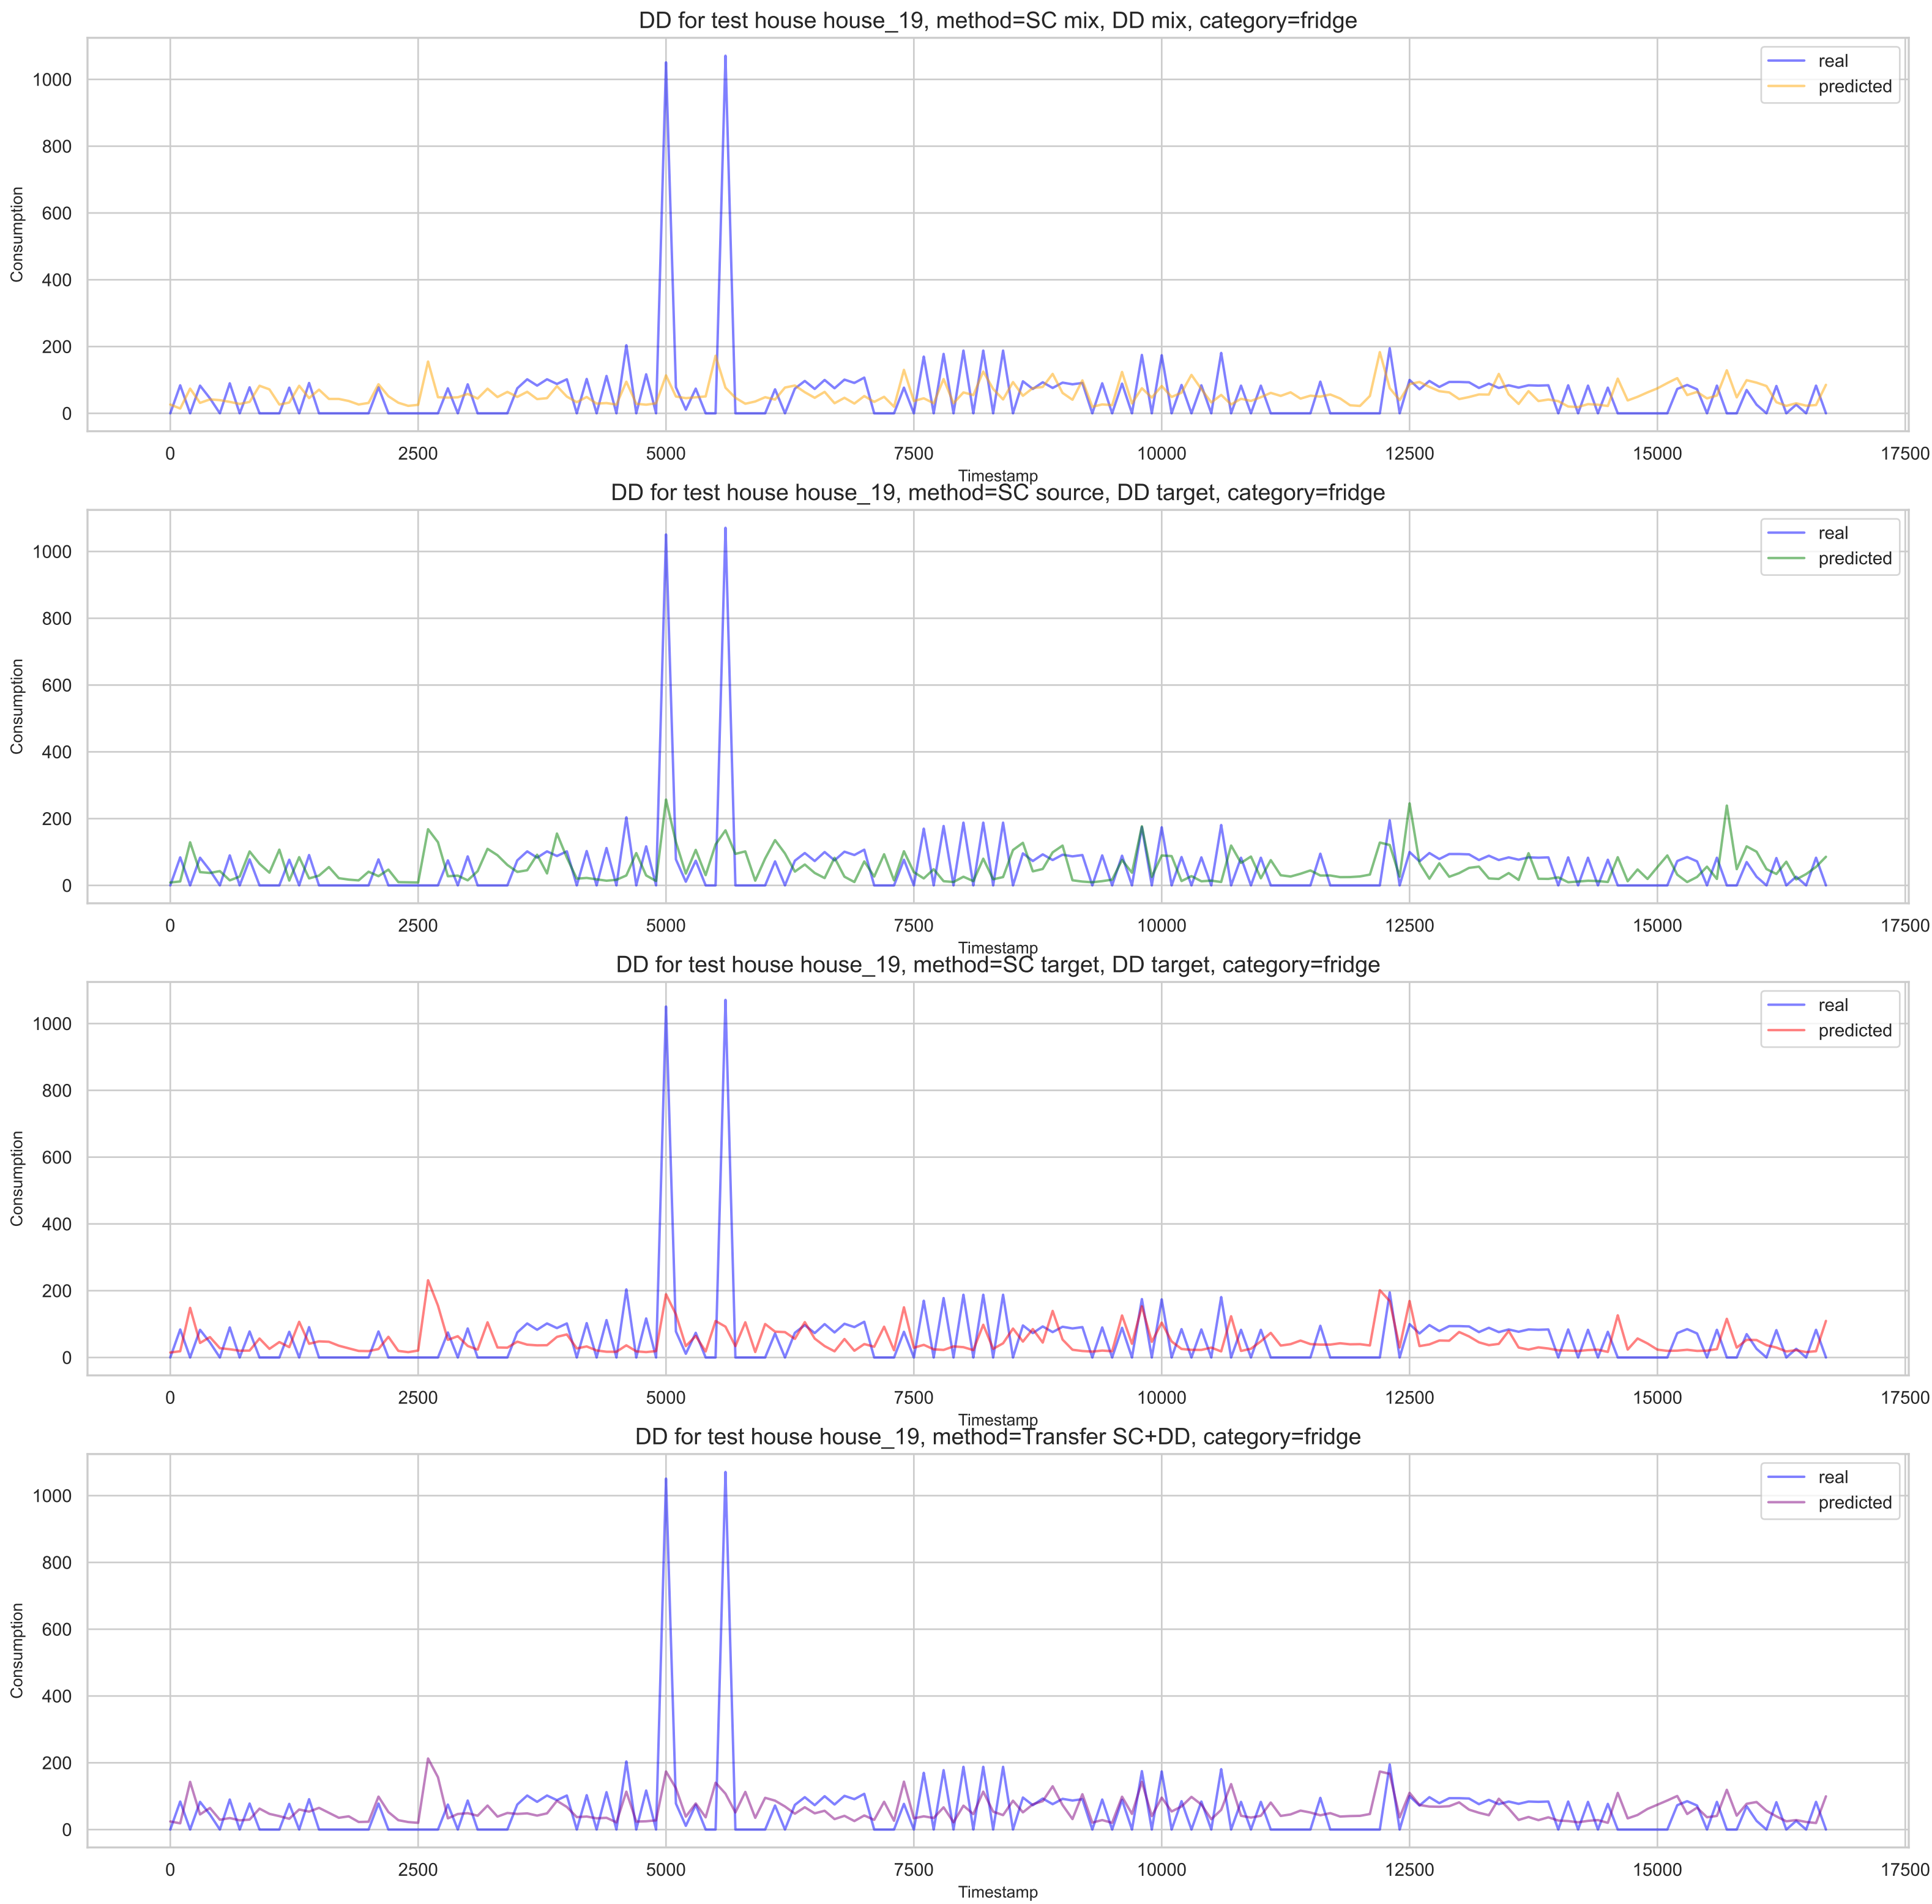 DD for test house house_19, method=SC mix, DD mix, category=fridge
real
predicted
1000
800
600
400
200
0
Consumption
0 2500 5000 7500 10000 12500 15000 17500
Timestamp
DD for test house house_19, method=SC source, DD target, category=fridge
real
predicted
1000
800
600
400
200
0
Consumption
0 2500 5000 7500 10000 12500 15000 17500
Timestamp
DD for test house house_19, method=SC target, DD target, category=fridge
real
predicted
1000
800
600
400
200
0
Consumption
0 2500 5000 7500 10000 12500 15000 17500
Timestamp
DD for test house house_19, method=Transfer SC+DD, category=fridge
real
predicted
1000
800
600
400
200
0
Consumption
0 2500 5000 7500 10000 12500 15000 17500
Timestamp